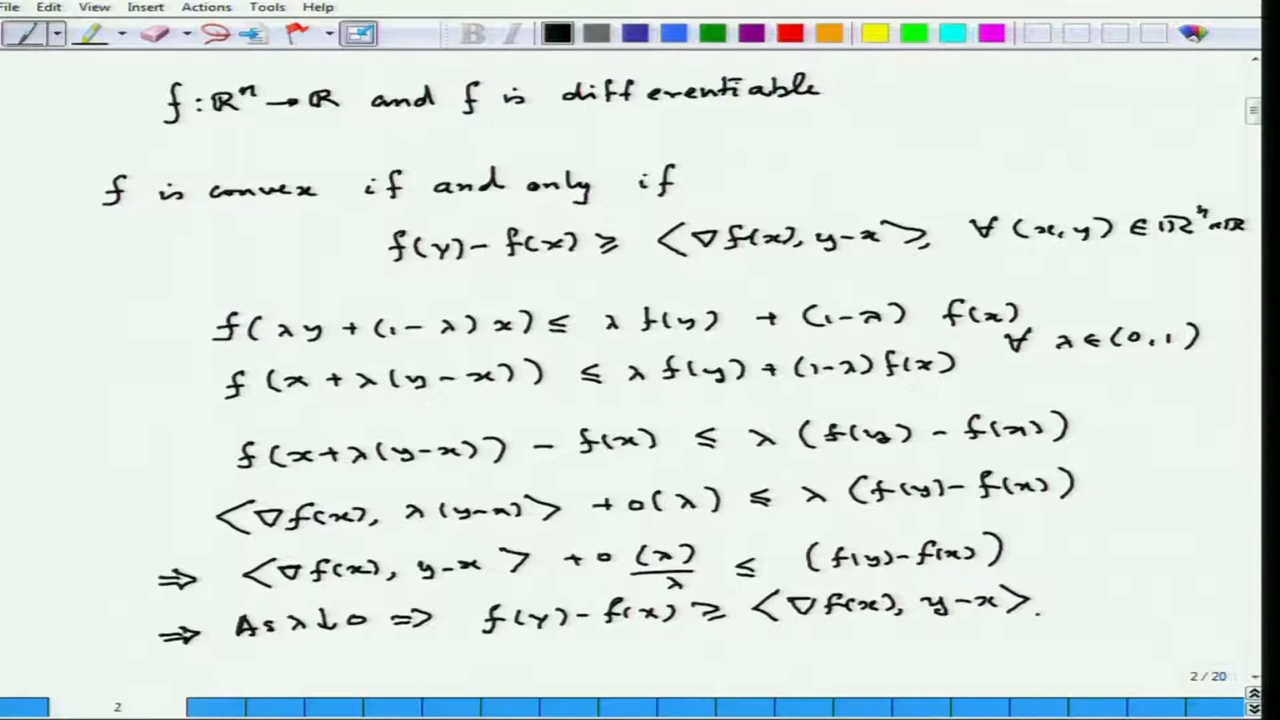 File Edit View Insert Actions Tools Help
f : ℝⁿ → ℝ and f is differentiable
f is convex if and only if
f(y) - f(x) ≥ ⟨∇f(x), y-x⟩, ∀ (x,y) ∈ ℝⁿ×ℝ
f(λy + (1-λ)x) ≤ λ f(y) + (1-λ) f(x)
∀ λ ∈ (0,1)
f(x + λ(y-x)) ≤ λ f(y) + (1-λ) f(x)
f(x+λ(y-x)) - f(x) ≤ λ (f(y) - f(x))
⟨∇f(x), λ(y-x)⟩ + o(λ) ≤ λ (f(y) - f(x))
⇒ ⟨∇f(x), y-x⟩ + o(λ)/λ ≤ (f(y)-f(x))
⇒ As λ↓0 ⇒ f(y)-f(x) ≥ ⟨∇f(x), y-x⟩.
2 / 20
2